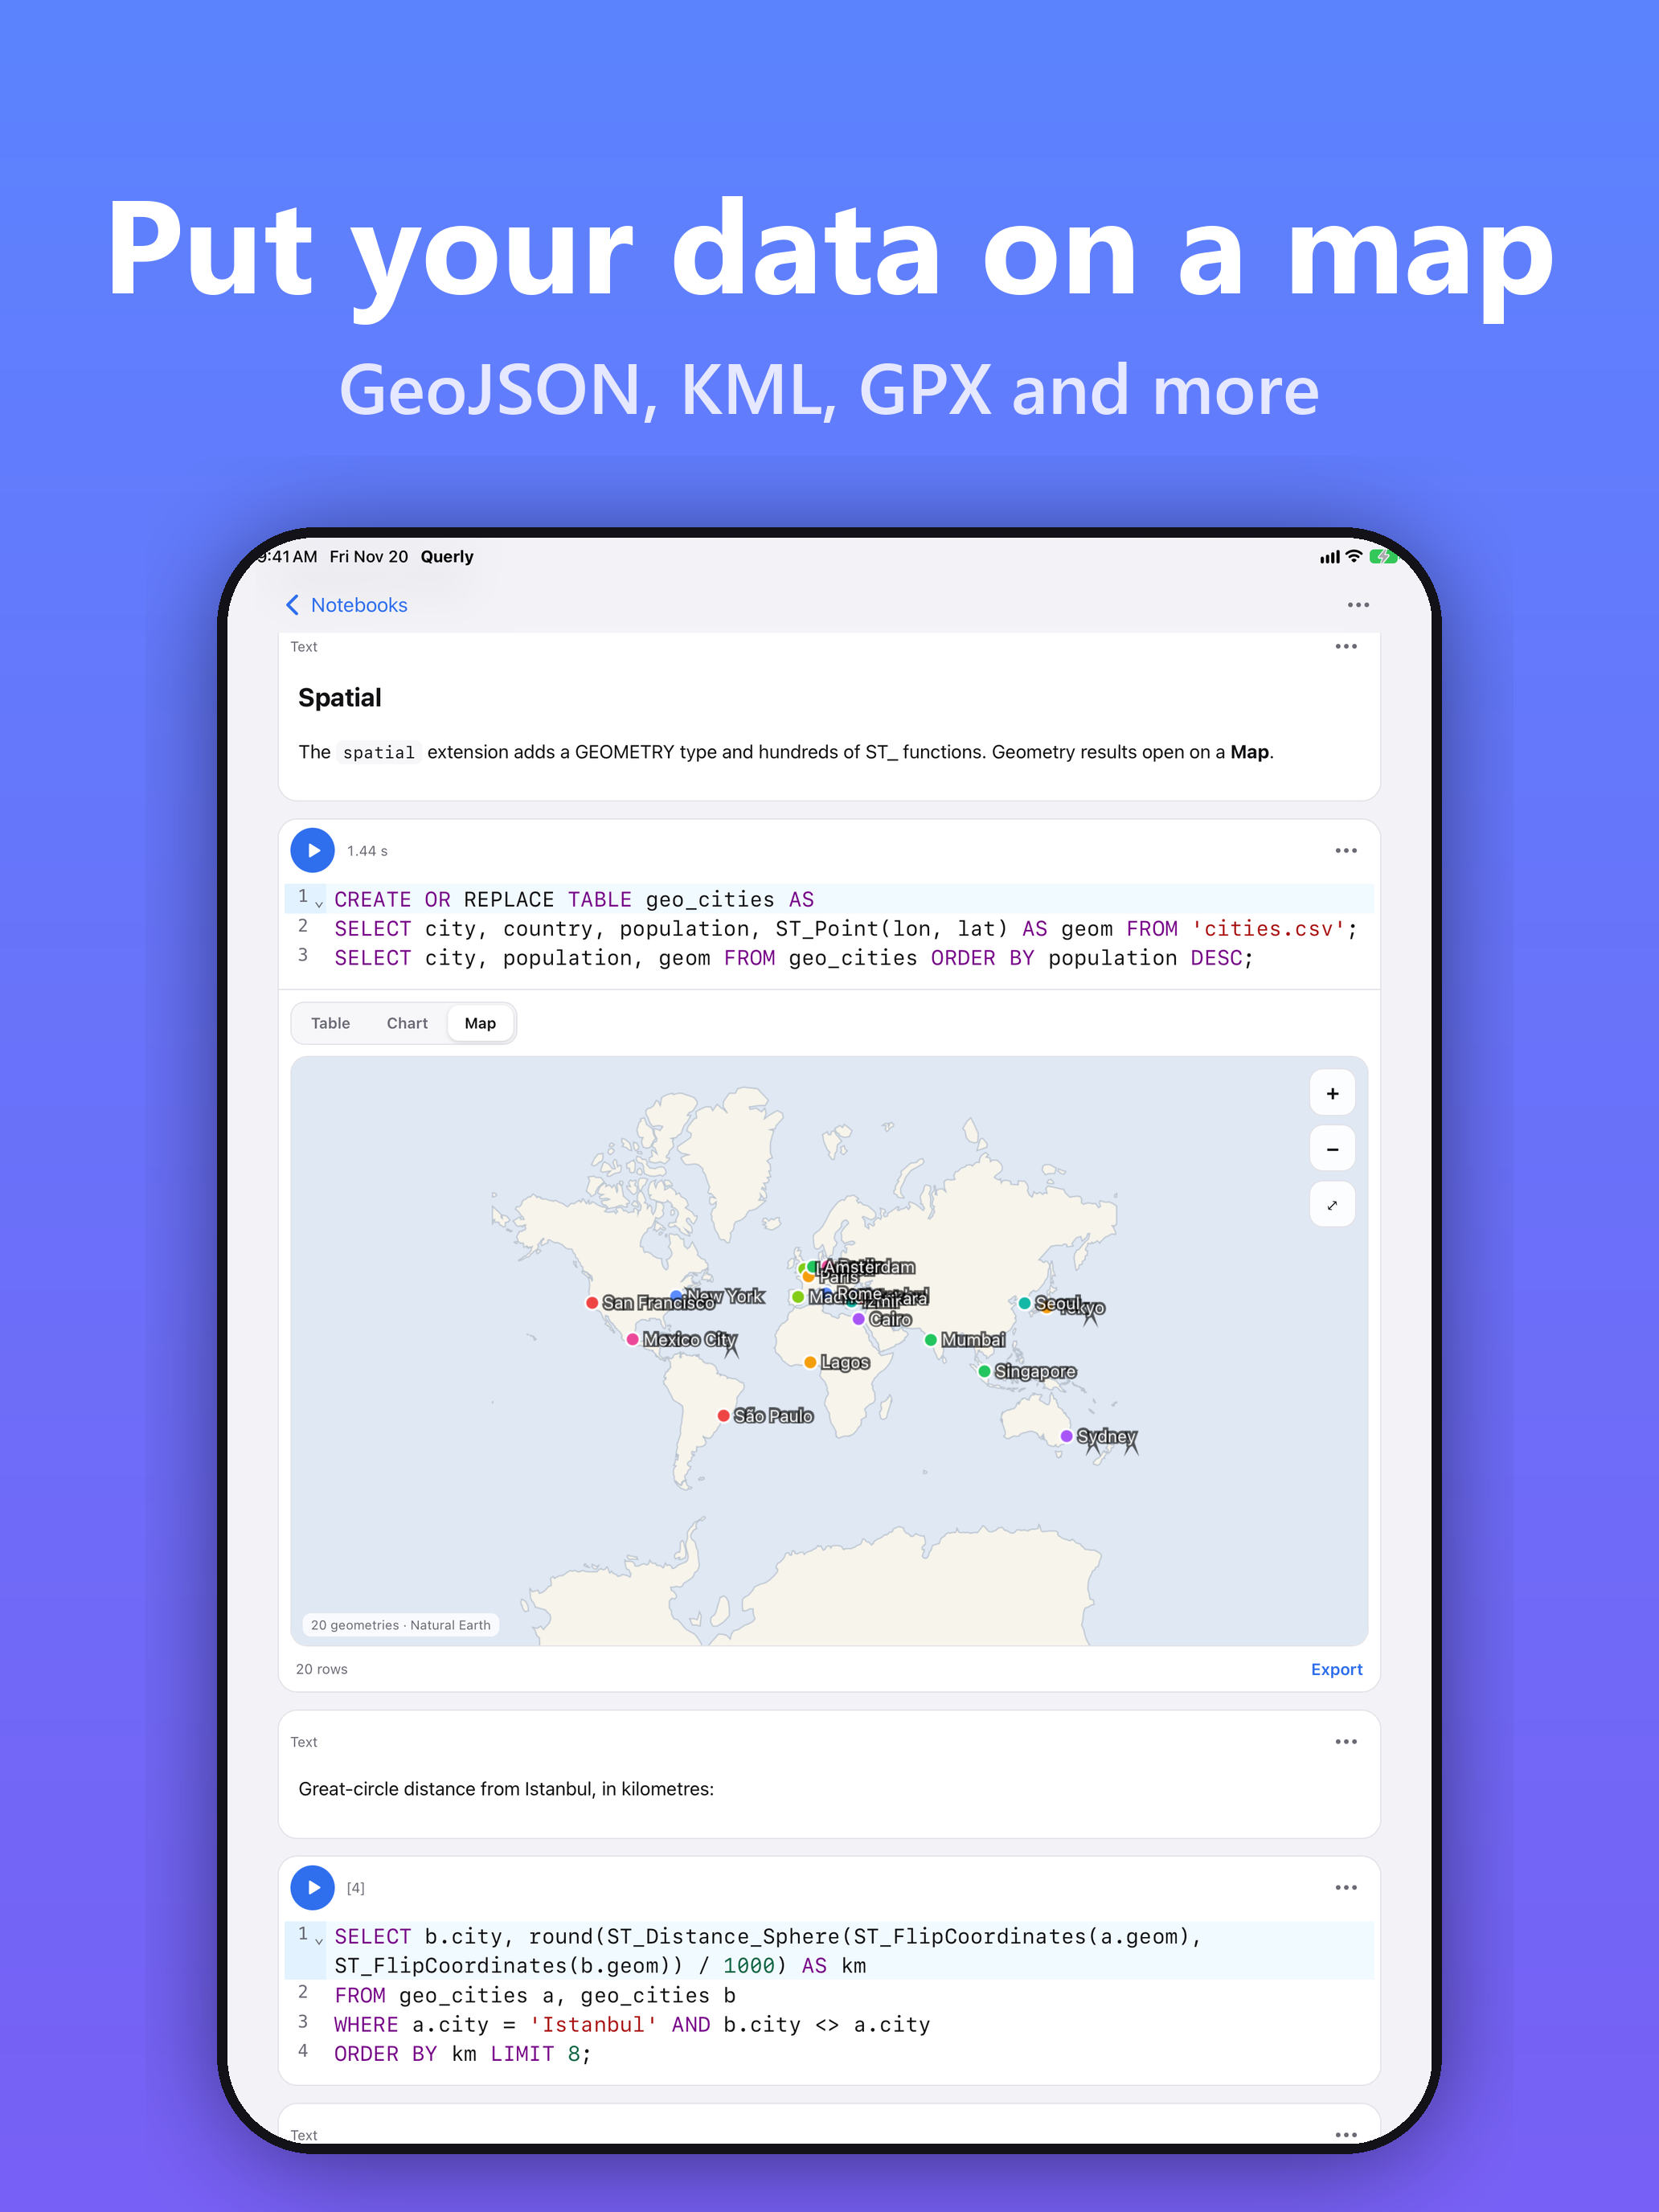 Put your data on a map
GeoJSON, KML, GPX and more
9:41 AM Fri Nov 20 Querly
Notebooks
Text
Spatial
The spatial extension adds a GEOMETRY type and hundreds of ST_ functions. Geometry results open on a Map.
1.44 s
1 CREATE OR REPLACE TABLE geo_cities AS
2 SELECT city, country, population, ST_Point(lon, lat) AS geom FROM 'cities.csv';
3 SELECT city, population, geom FROM geo_cities ORDER BY population DESC;
Table Chart Map
+
−
Amsterdam
Paris
San Francisco New York
Rome
Seoul Tokyo
Cairo
Mexico City
Mumbai
Lagos
Singapore
São Paulo
Sydney
20 geometries · Natural Earth
20 rows
Export
Text
Great-circle distance from Istanbul, in kilometres:
[4]
1 SELECT b.city, round(ST_Distance_Sphere(ST_FlipCoordinates(a.geom),
ST_FlipCoordinates(b.geom)) / 1000) AS km
2 FROM geo_cities a, geo_cities b
3 WHERE a.city = 'Istanbul' AND b.city <> a.city
4 ORDER BY km LIMIT 8;
Text